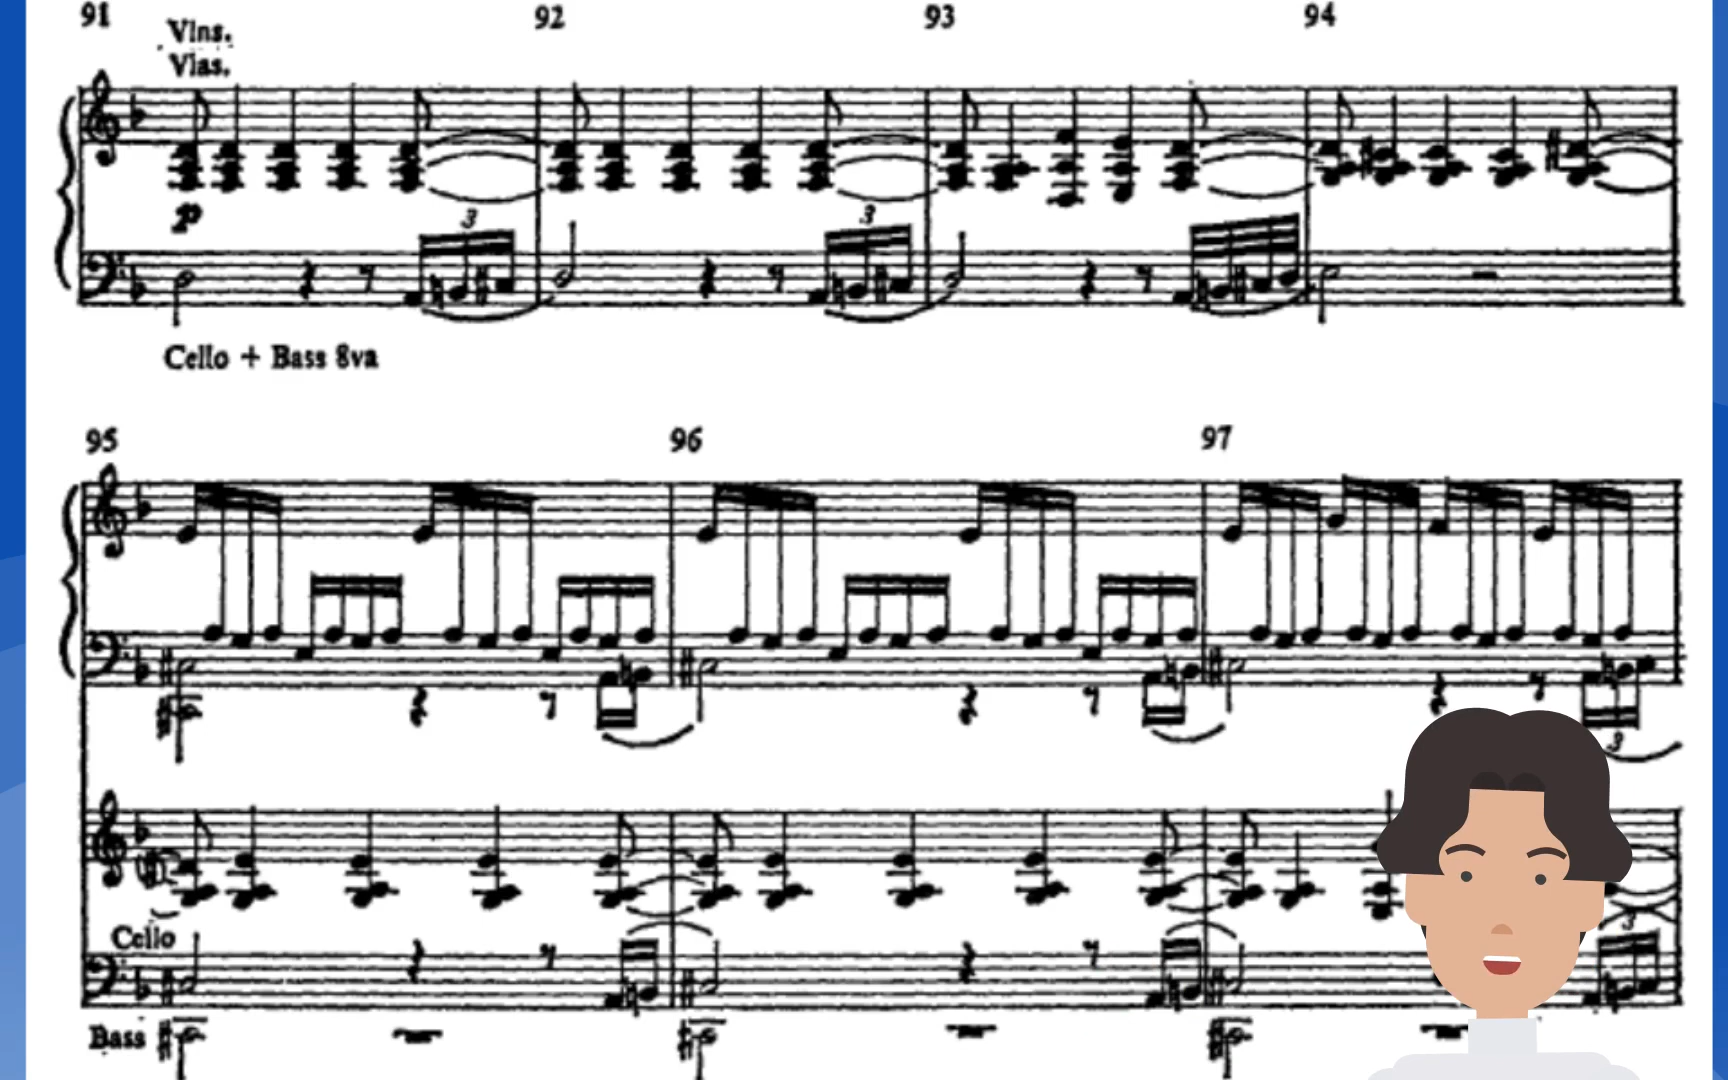 91 92 93 94
Vlns.
Vlas.
p
3 3
Cello + Bass 8va
95 96 97
3
3
Cello
Bass